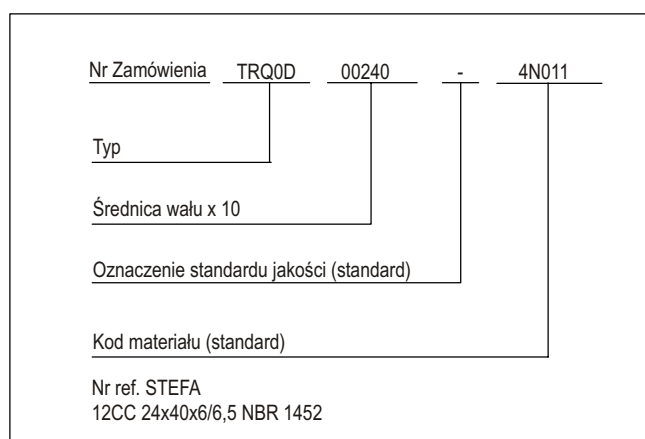 Nr Zamówienia TRQ0D 00240 - 4N011
Typ
Średnica wału x 10
Oznaczenie standardu jakości (standard)
Kod materiału (standard)
Nr ref. STEFA
12CC 24x40x6/6,5 NBR 1452